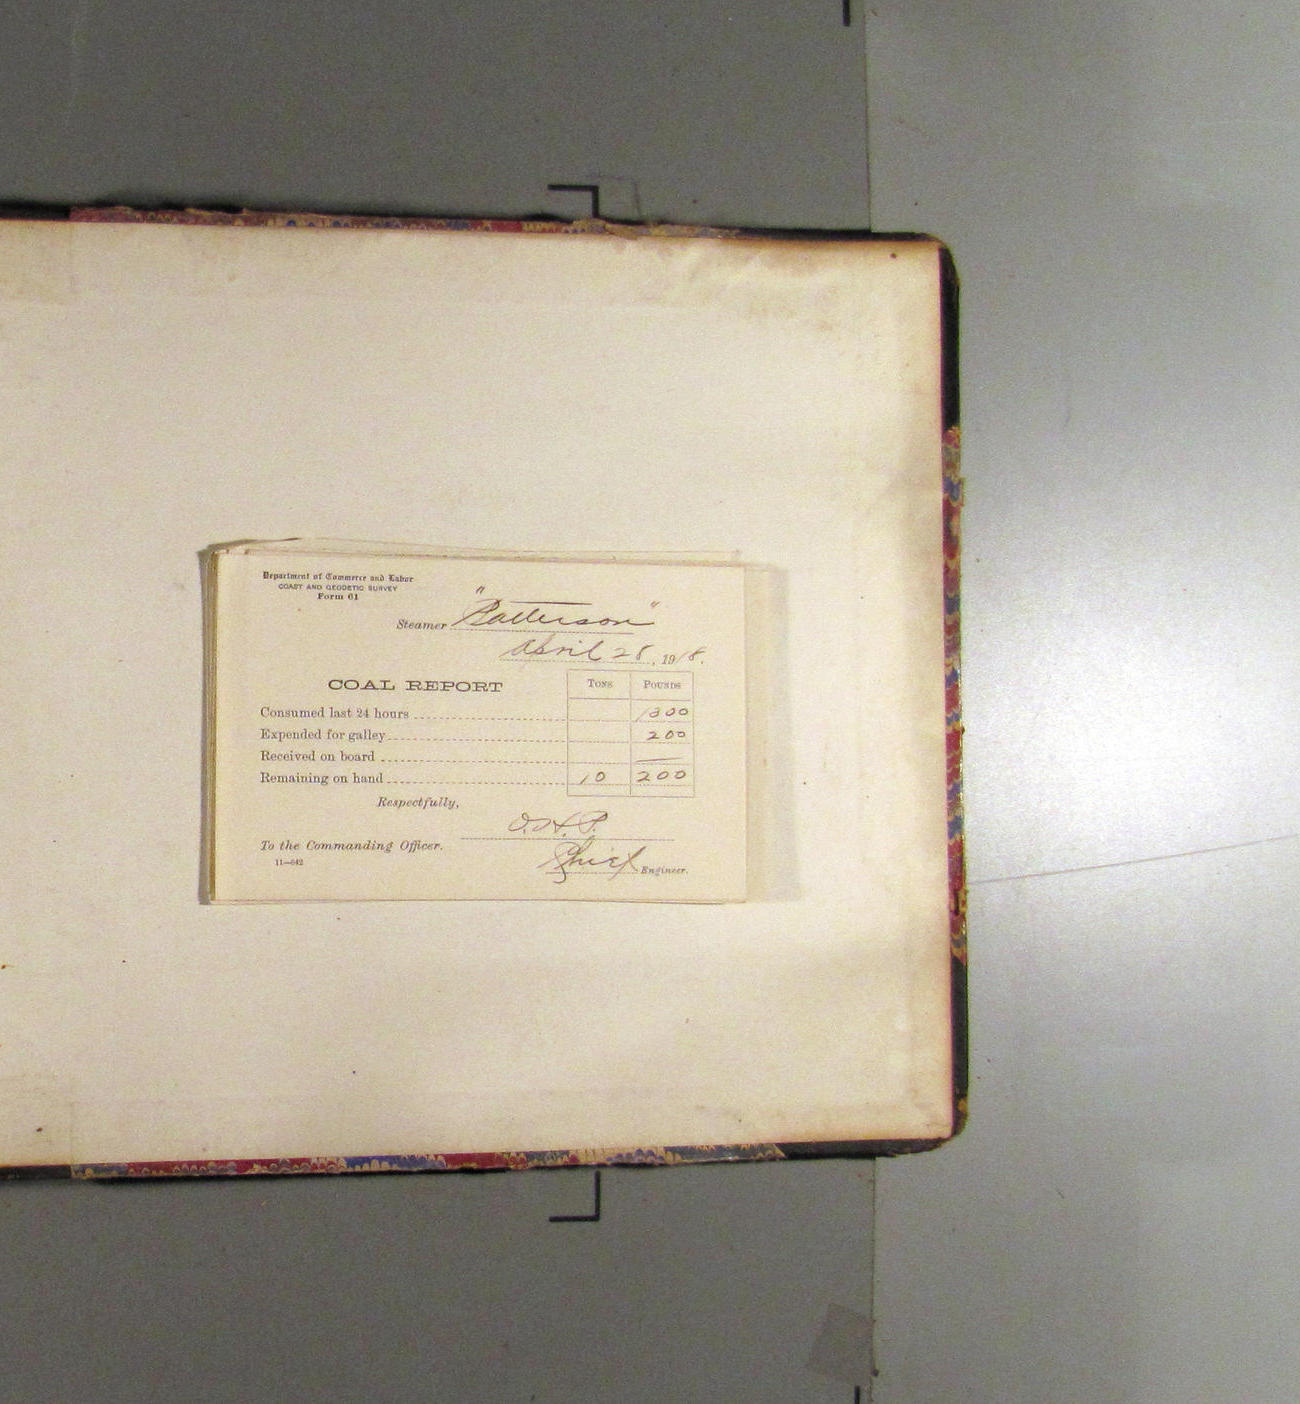 Department of Commerce and Labor
COAST AND GEODETIC SURVEY
Form 61
Steamer "Patterson"
April 28, 1918.
COAL REPORT Tons Pounds
Consumed last 24 hours 1300
Expended for galley 200
Received on board —
Remaining on hand 10 200
Respectfully,
O.H.P.
To the Commanding Officer.
Chief Engineer.
11—642